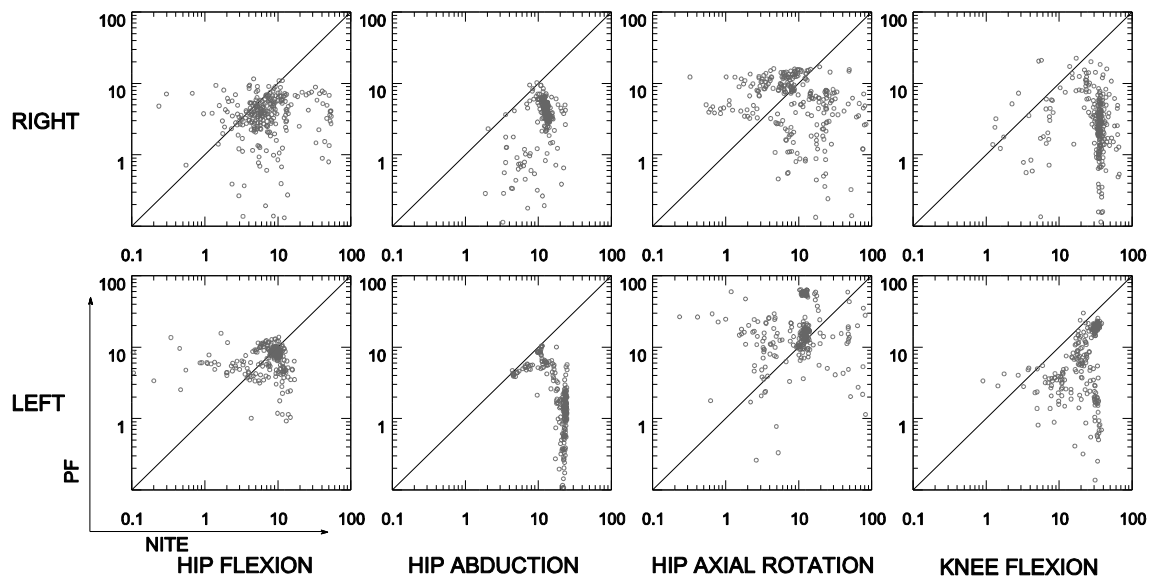 100 100 100 100
10 10 10 10
RIGHT
1 1 1 1
0.1 1 10 100 0.1 1 10 100 0.1 1 10 100 0.1 1 10 100
100 100 100 100
10 10 10 10
LEFT
1 1 1 1
PF
0.1 1 10 100 0.1 1 10 100 0.1 1 10 100 0.1 1 10 100
NITE
HIP FLEXION HIP ABDUCTION HIP AXIAL ROTATION KNEE FLEXION